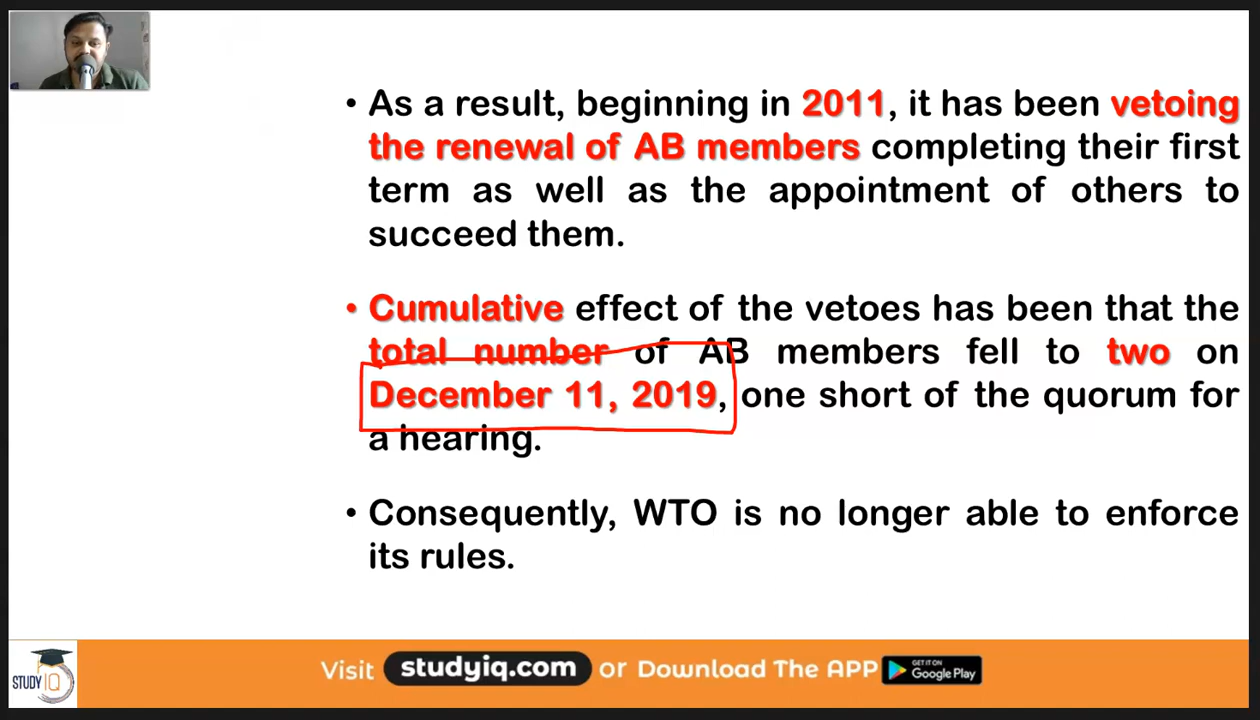 • As a result, beginning in 2011, it has been vetoing
the renewal of AB members completing their first
term as well as the appointment of others to
succeed them.
• Cumulative effect of the vetoes has been that the
total number of AB members fell to two on
December 11, 2019, one short of the quorum for
a hearing.
• Consequently, WTO is no longer able to enforce
its rules.
STUDY IQ
Visit studyiq.com or Download The APP GET IT ON Google Play